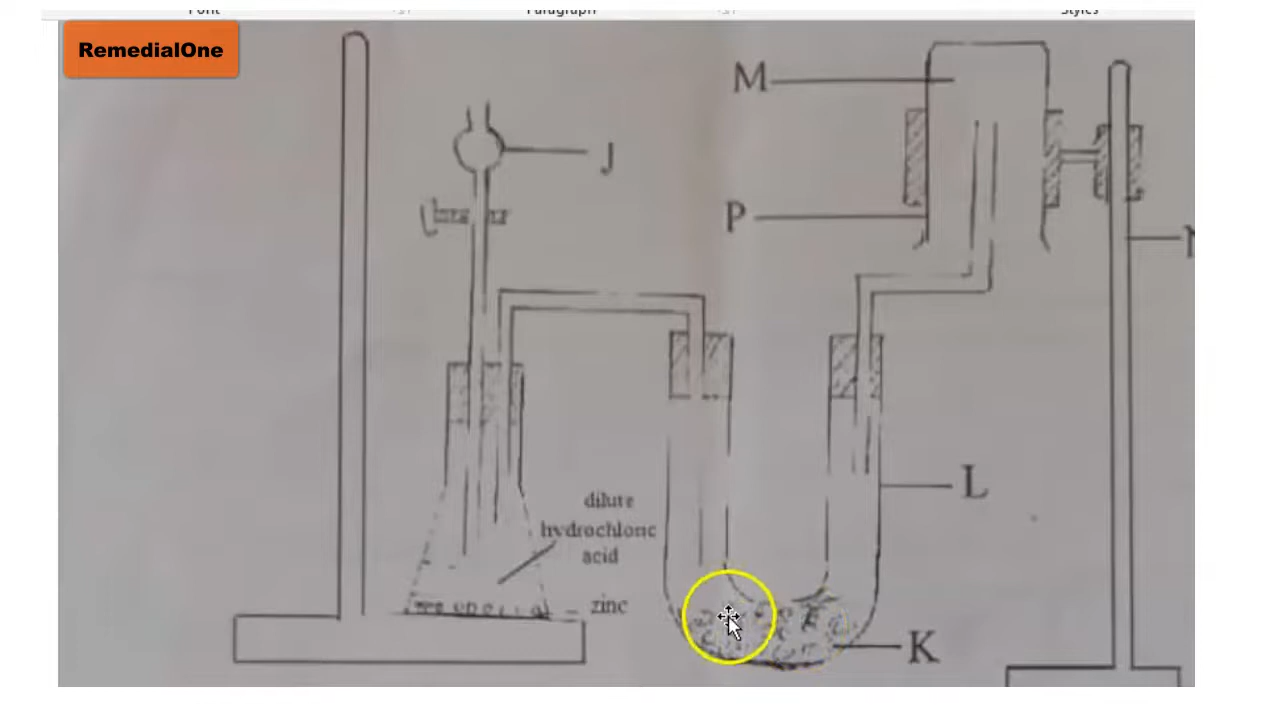 RemedialOne
M
J
P
L
dilute
hydrochloric
acid
zinc
K